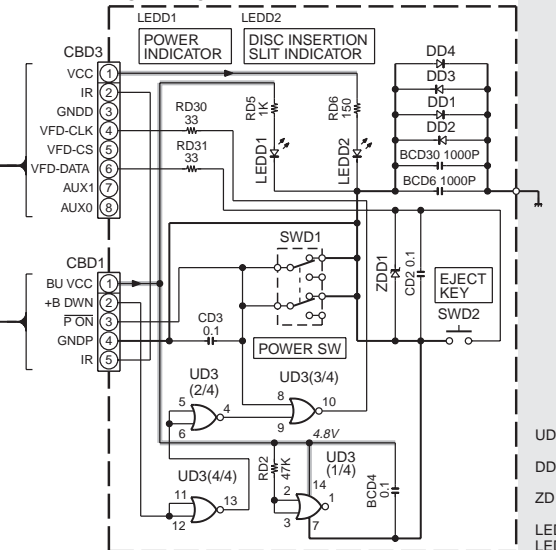 LEDD1 LEDD2
POWER
INDICATOR
DISC INSERTION
SLIT INDICATOR
CBD3
VCC 1
IR 2
GNDD 3
VFD-CLK 4
VFD-CS 5
VFD-DATA 6
AUX1 7
AUX0 8
RD30
33
RD31
33
RD5
1K
LEDD1
RD6
150
LEDD2
DD4
DD3
DD1
DD2
BCD30 1000P
BCD6 1000P
CBD1
BU VCC 1
+B DWN 2
P ON 3
GNDP 4
IR 5
SWD1
CD3
0.1
POWER SW
ZDD1
CD2 0.1
EJECT
KEY
SWD2
UD3
(2/4)
5
6
4
UD3(3/4)
8
9
10
4.8V
UD3(4/4)
11
12
13
RD2
47K
UD3
(1/4)
14
2
3
1
7
BCD4
0.1
UD
DD
ZD